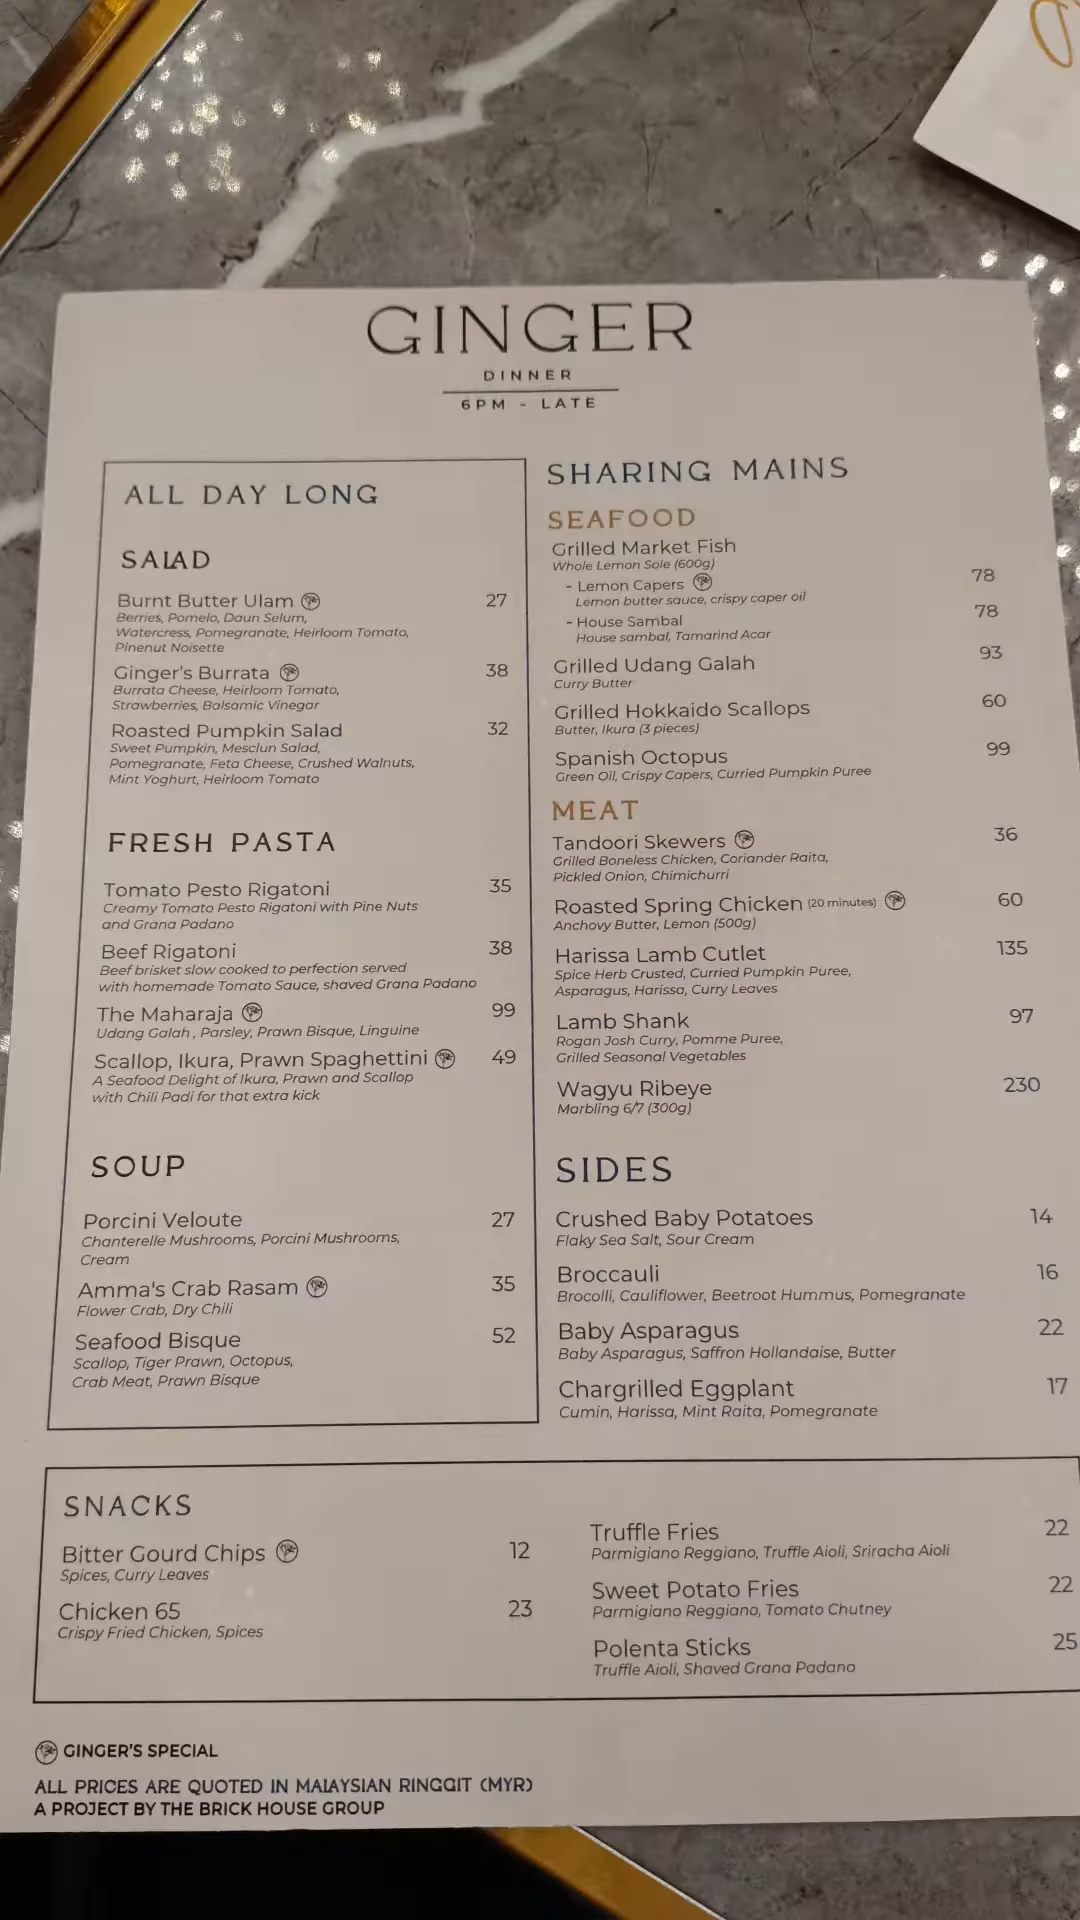 GINGER
DINNER
6PM - LATE
ALL DAY LONG
SALAD
Burnt Butter Ulam 27
Berries, Pomelo, Daun Selum,
Watercress, Pomegranate, Heirloom Tomato,
Pinenut Noisette
Ginger's Burrata 38
Burrata Cheese, Heirloom Tomato,
Strawberries, Balsamic Vinegar
Roasted Pumpkin Salad 32
Sweet Pumpkin, Mesclun Salad,
Pomegranate, Feta Cheese, Crushed Walnuts,
Mint Yoghurt, Heirloom Tomato
FRESH PASTA
Tomato Pesto Rigatoni 35
Creamy Tomato Pesto Rigatoni with Pine Nuts
and Grana Padano
Beef Rigatoni 38
Beef brisket slow cooked to perfection served
with homemade Tomato Sauce, shaved Grana Padano
The Maharaja 99
Udang Galah, Parsley, Prawn Bisque, Linguine
Scallop, Ikura, Prawn Spaghettini 49
A Seafood Delight of Ikura, Prawn and Scallop
with Chili Padi for that extra kick
SOUP
Porcini Veloute 27
Chanterelle Mushrooms, Porcini Mushrooms,
Cream
Amma's Crab Rasam 35
Flower Crab, Dry Chili
Seafood Bisque 52
Scallop, Tiger Prawn, Octopus,
Crab Meat, Prawn Bisque
SHARING MAINS
SEAFOOD
Grilled Market Fish
Whole Lemon Sole (600g)
- Lemon Capers 78
Lemon butter sauce, crispy caper oil
- House Sambal 78
House sambal, Tamarind Acar
Grilled Udang Galah 93
Curry Butter
Grilled Hokkaido Scallops 60
Butter, Ikura (3 pieces)
Spanish Octopus 99
Green Oil, Crispy Capers, Curried Pumpkin Puree
MEAT
Tandoori Skewers 36
Grilled Boneless Chicken, Coriander Raita,
Pickled Onion, Chimichurri
Roasted Spring Chicken (20 minutes) 60
Anchovy Butter, Lemon (500g)
Harissa Lamb Cutlet 135
Spice Herb Crusted, Curried Pumpkin Puree,
Asparagus, Harissa, Curry Leaves
Lamb Shank 97
Rogan Josh Curry, Pomme Puree,
Grilled Seasonal Vegetables
Wagyu Ribeye 230
Marbling 6/7 (300g)
SIDES
Crushed Baby Potatoes 14
Flaky Sea Salt, Sour Cream
Broccauli 16
Brocolli, Cauliflower, Beetroot Hummus, Pomegranate
Baby Asparagus 22
Baby Asparagus, Saffron Hollandaise, Butter
Chargrilled Eggplant 17
Cumin, Harissa, Mint Raita, Pomegranate
SNACKS
Bitter Gourd Chips 12
Spices, Curry Leaves
Chicken 65 23
Crispy Fried Chicken, Spices
Truffle Fries 22
Parmigiano Reggiano, Truffle Aioli, Sriracha Aioli
Sweet Potato Fries 22
Parmigiano Reggiano, Tomato Chutney
Polenta Sticks 25
Truffle Aioli, Shaved Grana Padano
GINGER'S SPECIAL
ALL PRICES ARE QUOTED IN MALAYSIAN RINGGIT (MYR)
A PROJECT BY THE BRICK HOUSE GROUP